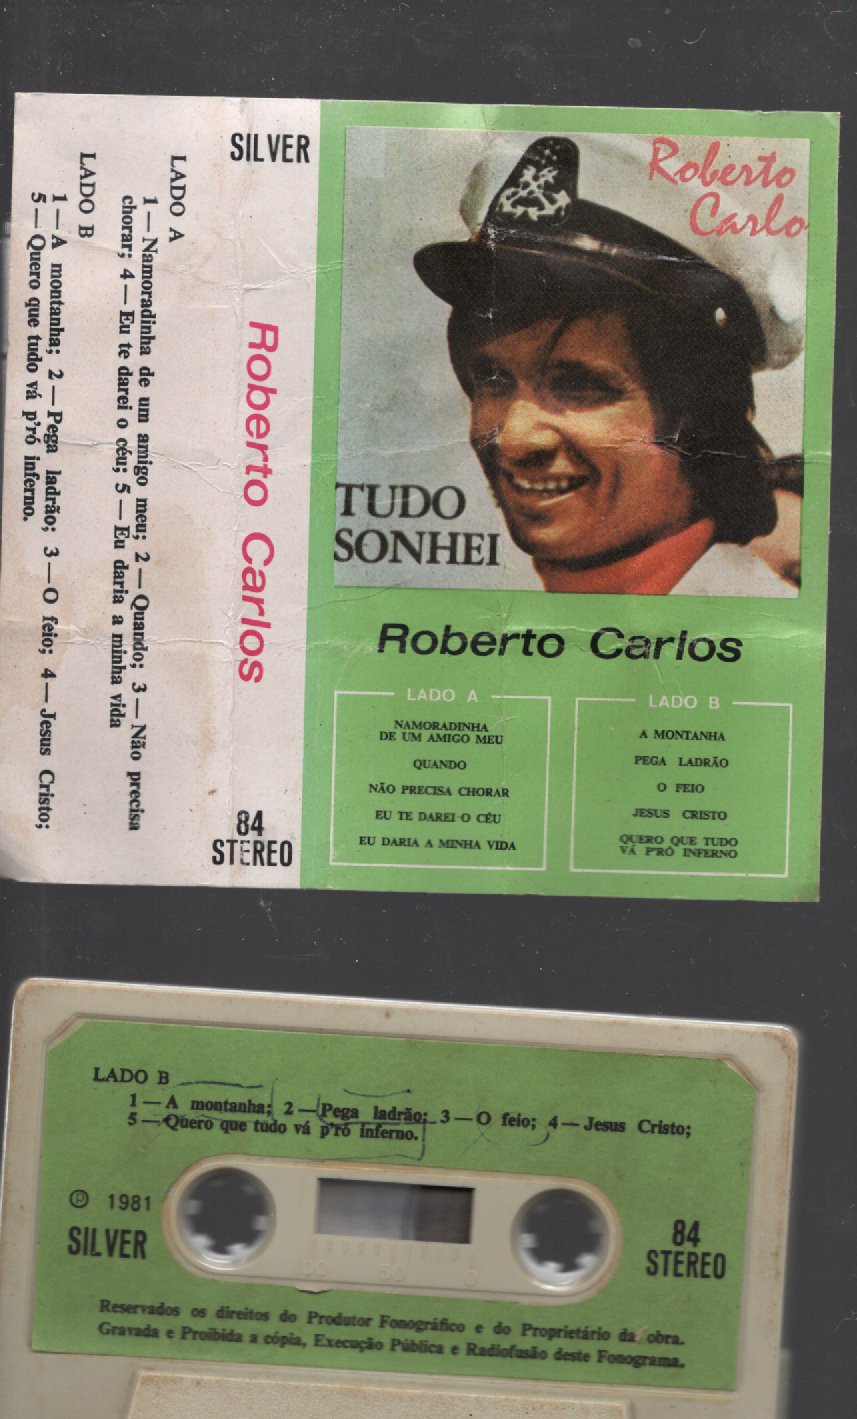 SILVER
Roberto Carlos
84
STEREO
LADO A
1 — Namoradinha de um amigo meu; 2 — Quando; 3 — Não precisa
chorar; 4 — Eu te darei o céu; 5 — Eu daria a minha vida
LADO B
1 — A montanha; 2 — Pega ladrão; 3 — O feio; 4 — Jesus Cristo;
5 — Quero que tudo vá p'ró inferno.
Roberto
Carlo
TUDO
SONHEI
Roberto Carlos
LADO A
NAMORADINHA
DE UM AMIGO MEU
QUANDO
NÃO PRECISA CHORAR
EU TE DAREI O CÉU
EU DARIA A MINHA VIDA
LADO B
A MONTANHA
PEGA LADRÃO
O FEIO
JESUS CRISTO
QUERO QUE TUDO
VÁ P'RÓ INFERNO
LADO B
1 — A montanha; 2 — Pega ladrão; 3 — O feio; 4 — Jesus Cristo;
5 — Quero que tudo vá p'ró inferno.
Ⓟ 1981
SILVER
84
STEREO
100 50 0
Reservados os direitos do Produtor Fonográfico e do Proprietário da obra.
Gravada e Proibida a cópia, Execução Pública e Radiofusão deste Fonograma.